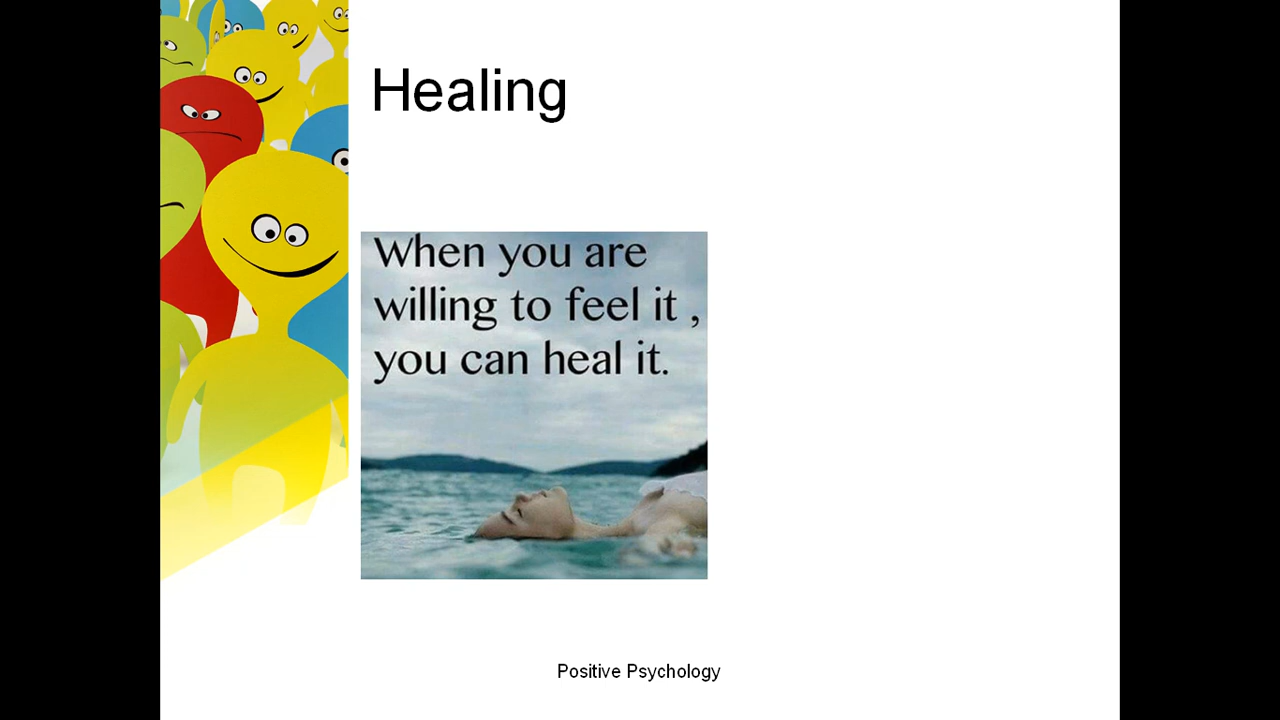 Healing
When you are
willing to feel it ,
you can heal it.
Positive Psychology